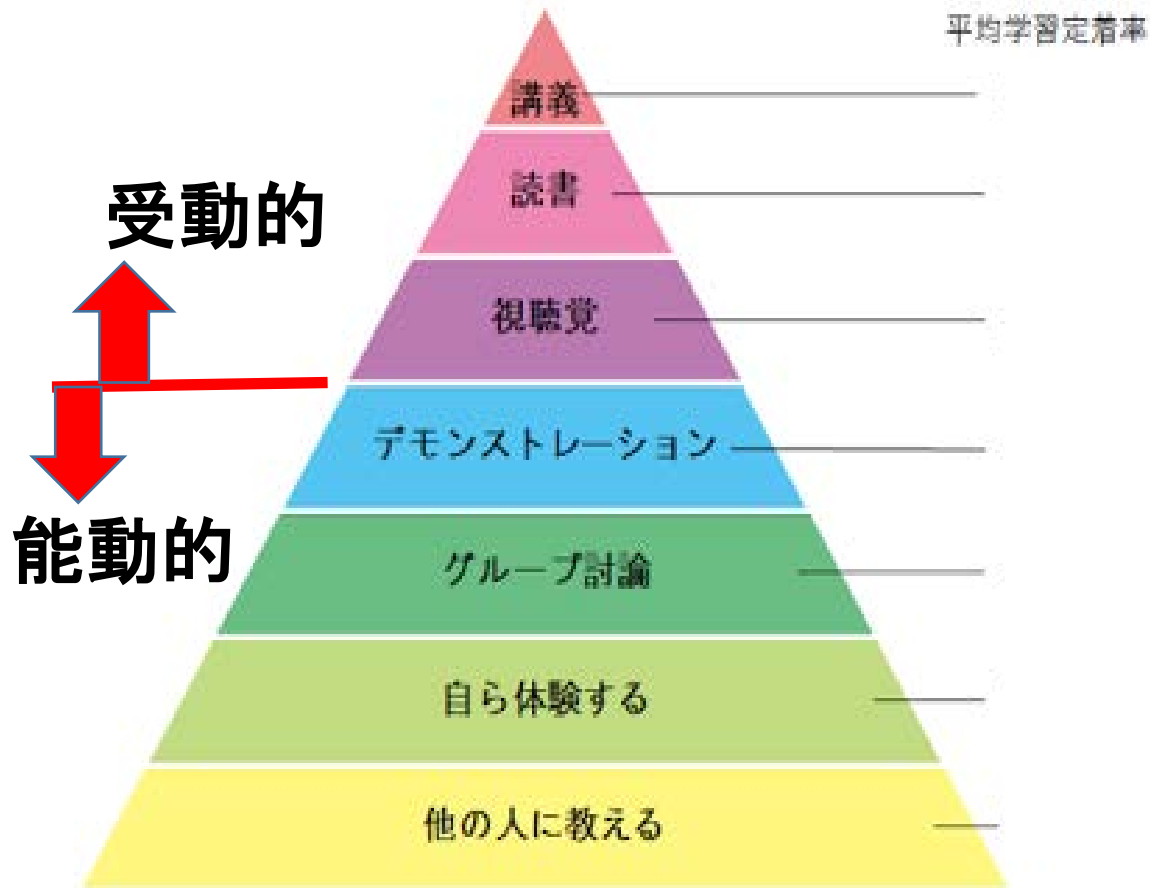 平均学習定着率
講義
読書
受動的
視聴覚
デモンストレーション
能動的
グループ討論
自ら体験する
他の人に教える